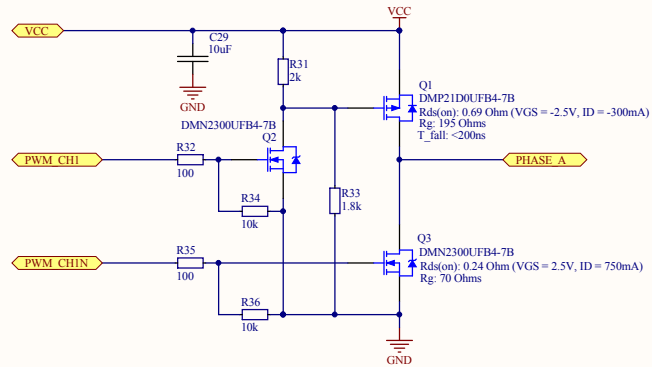 VCC
VCC
C29
10uF
GND
R31
2k
Q1
DMP21D0UFB4-7B
Rds(on): 0.69 Ohm (VGS = -2.5V, ID = -300mA)
Rg: 195 Ohms
T_fall: <200ns
DMN2300UFB4-7B
Q2
PWM_CH1
R32
100
PHASE_A
R34
10k
R33
1.8k
PWM_CH1N
R35
100
Q3
DMN2300UFB4-7B
Rds(on): 0.24 Ohm (VGS = 2.5V, ID = 750mA)
Rg: 70 Ohms
R36
10k
GND